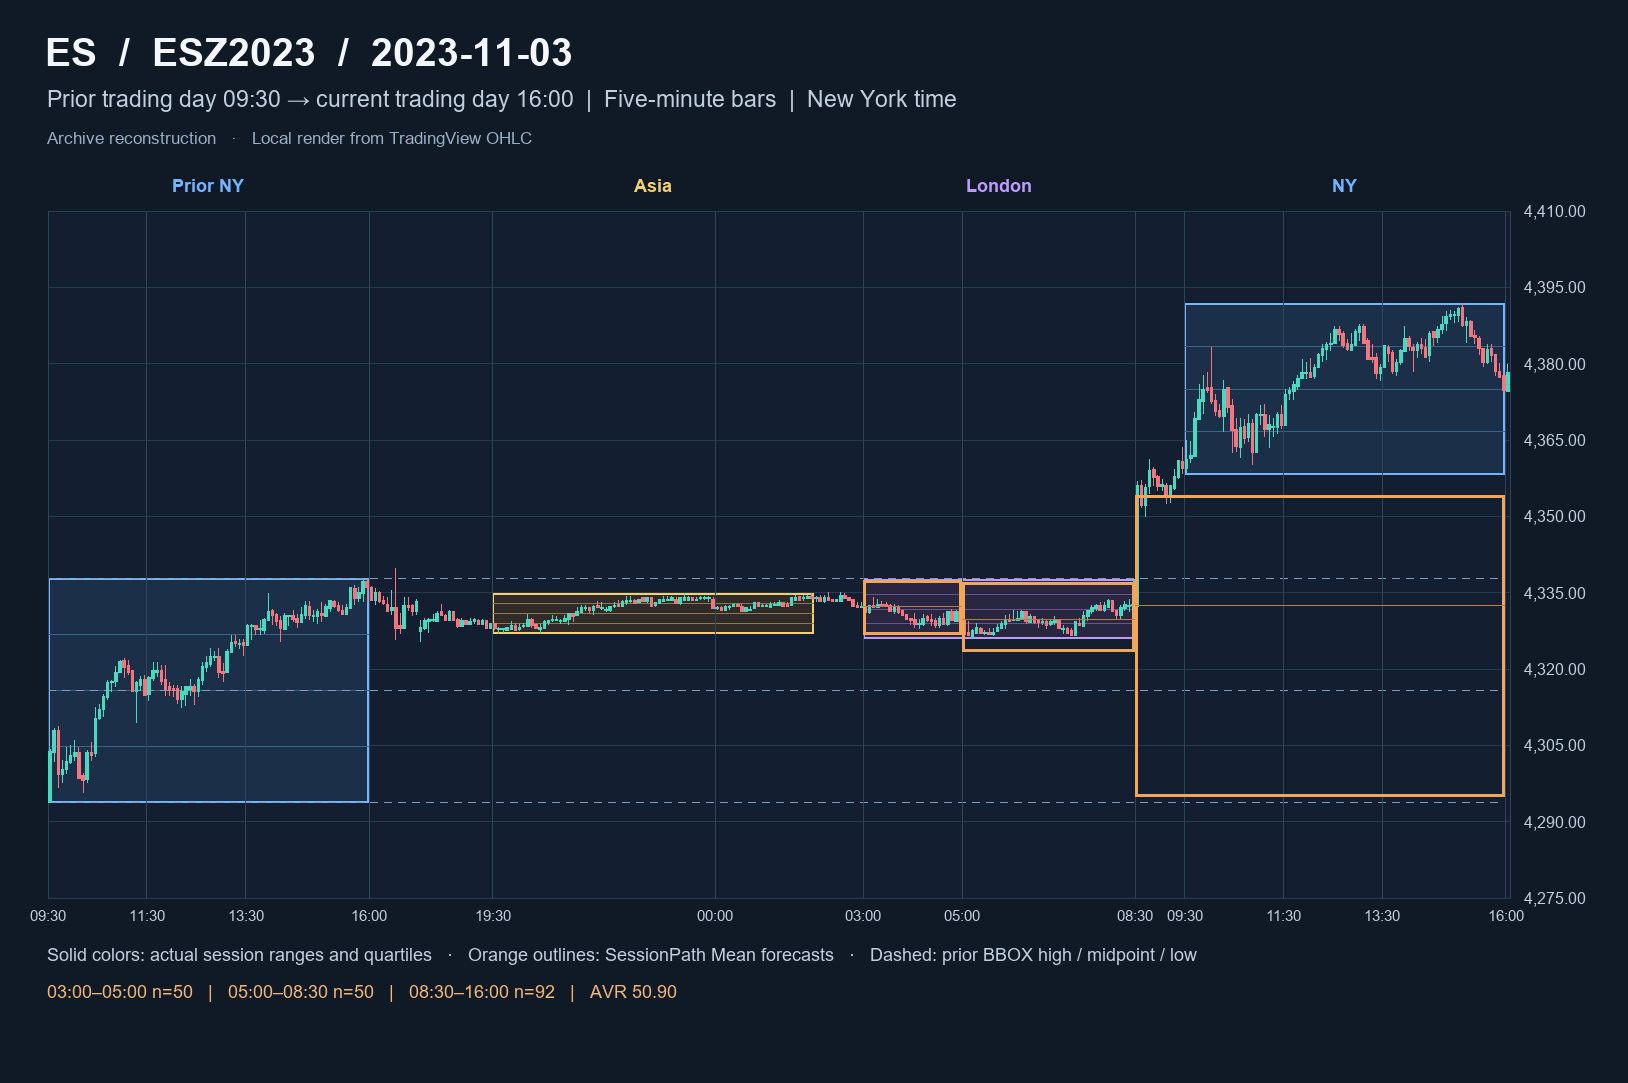 ES / ESZ2023 / 2023-11-03
Prior trading day 09:30 → current trading day 16:00 | Five-minute bars | New York time
Archive reconstruction · Local render from TradingView OHLC
Prior NY Asia London NY
4,410.00
4,395.00
4,380.00
4,365.00
4,350.00
4,335.00
4,320.00
4,305.00
4,290.00
4,275.00
09:30 11:30 13:30 16:00 19:30 00:00 03:00 05:00 08:30 09:30 11:30 13:30 16:00
Solid colors: actual session ranges and quartiles · Orange outlines: SessionPath Mean forecasts · Dashed: prior BBOX high / midpoint / low
03:00–05:00 n=50 | 05:00–08:30 n=50 | 08:30–16:00 n=92 | AVR 50.90